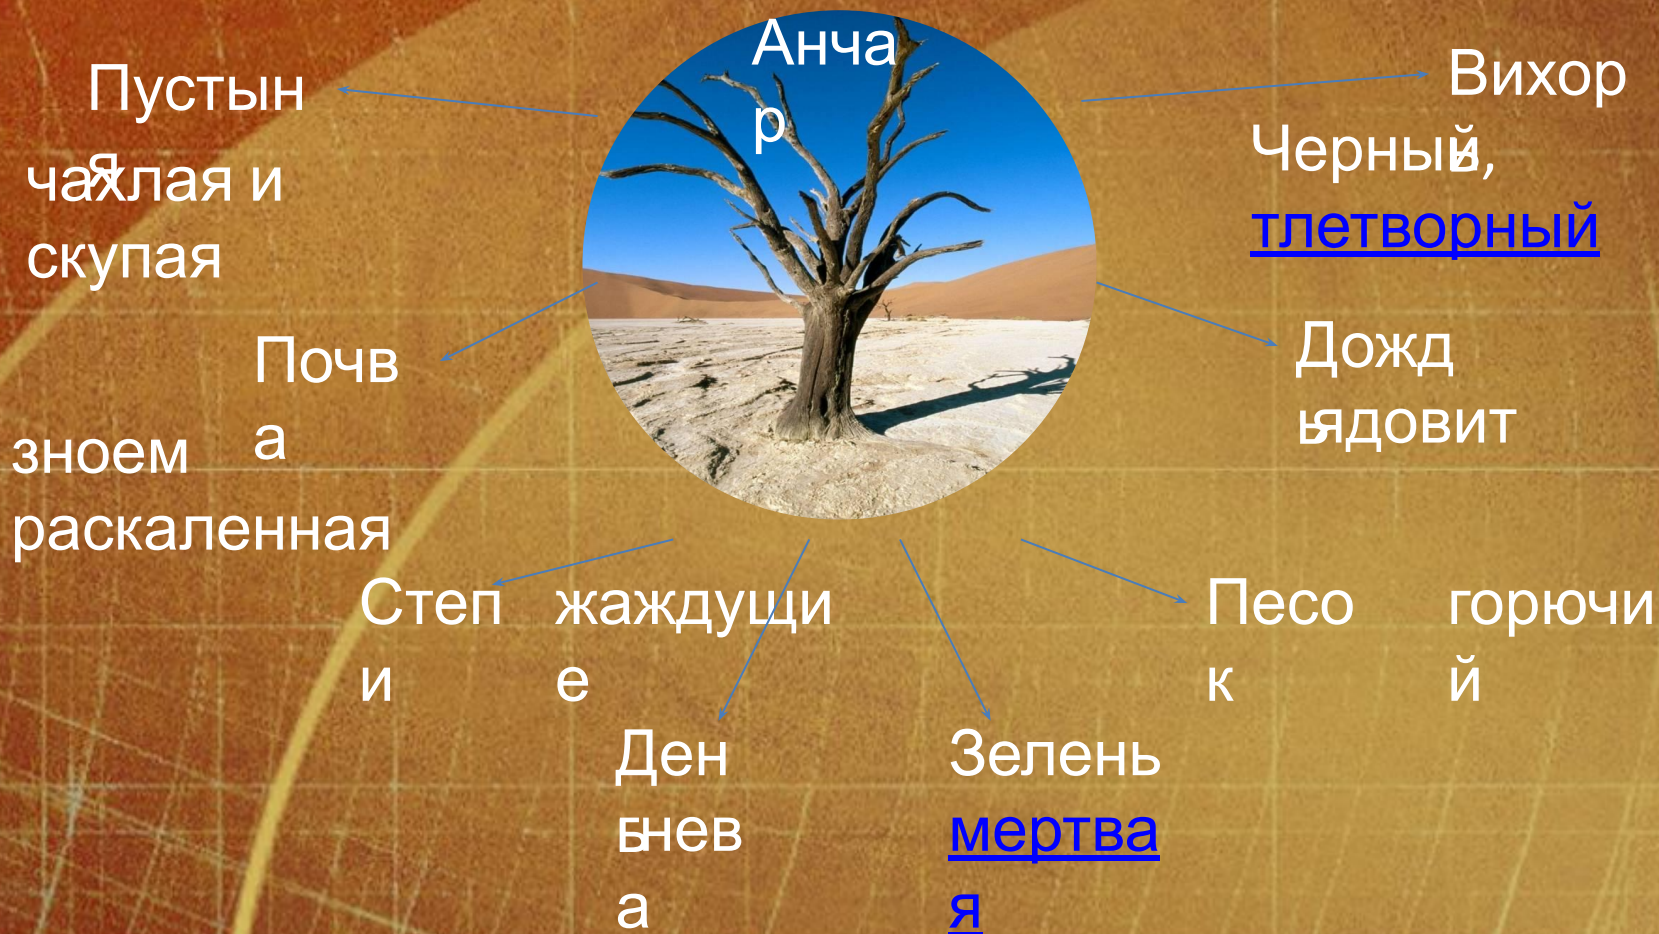 Анча
р
Пустын
я
чахлая и
скупая
Вихор
ь
Черный,
тлетворный
Почв
а
зноем
раскаленная
Дожд
ь
ядовит
Степ
и
жаждущи
е
Песо
к
горючи
й
Ден
ь
гнев
а
Зелень
мертва
я